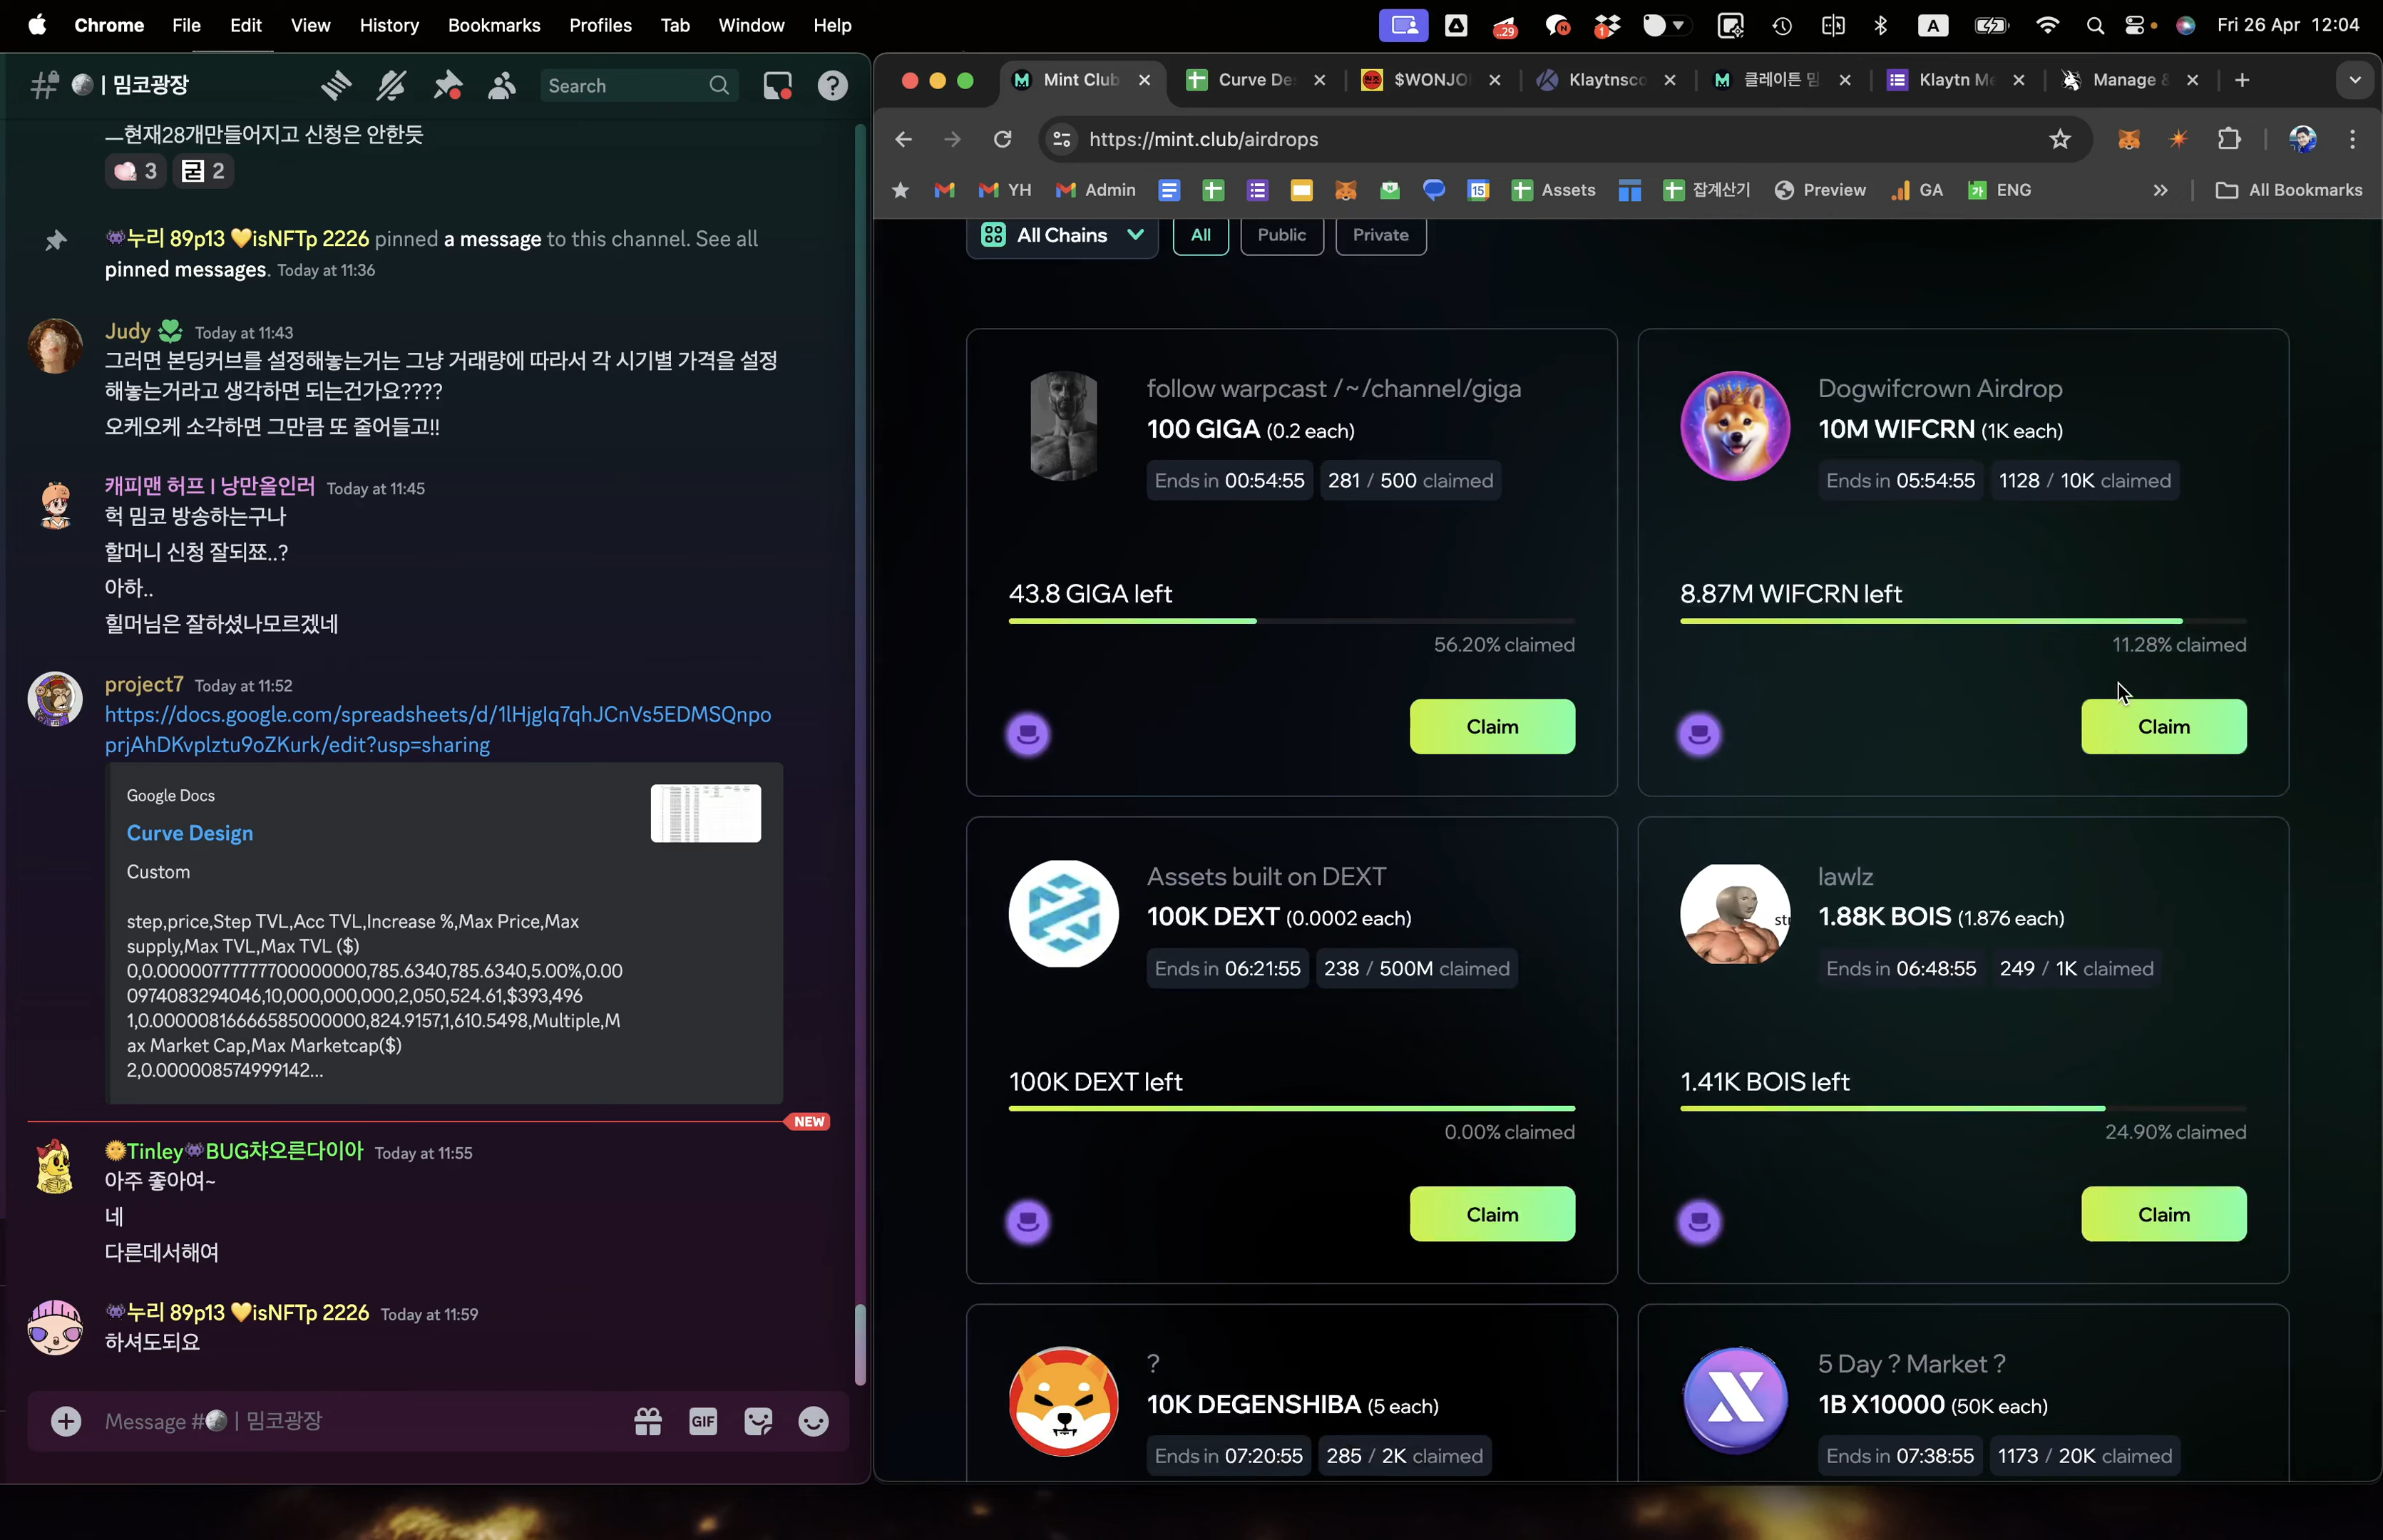 Chrome File Edit View History Bookmarks Profiles Tab Window Help
..29 N 1 A Fri 26 Apr 12:04
| 밈코광장 Search
ㅡ현재28개만들어지고 신청은 안한듯
3 굳 2
누리 89p13 💛isNFTp 2226 pinned a message to this channel. See all
pinned messages. Today at 11:36
Judy Today at 11:43
그러면 본딩커브를 설정해놓는거는 그냥 거래량에 따라서 각 시기별 가격을 설정
해놓는거라고 생각하면 되는건가요????
오케오케 소각하면 그만큼 또 줄어들고!!
캐피맨 허프 | 낭만올인러 Today at 11:45
헉 밈코 방송하는구나
할머니 신청 잘되쬬..?
아하..
힐머님은 잘하셨나모르겠네
project7 Today at 11:52
https://docs.google.com/spreadsheets/d/1lHjglq7qhJCnVs5EDMSQnpo
prjAhDKvplztu9oZKurk/edit?usp=sharing
Google Docs
Curve Design
Custom
step,price,Step TVL,Acc TVL,Increase %,Max Price,Max
supply,Max TVL,Max TVL ($)
0,0.00000777777700000000,785.6340,785.6340,5.00%,0.00
00974083294046,10,000,000,000,2,050,524.61,$393,496
1,0.00000816666585000000,824.9157,1,610.5498,Multiple,M
ax Market Cap,Max Marketcap($)
2,0.000008574999142...
NEW
Tinley BUG챠오른다이아 Today at 11:55
아주 좋아여~
네
다른데서해여
누리 89p13 💛isNFTp 2226 Today at 11:59
하셔도되요
Message # | 밈코광장 GIF
Mint Club Curve De $WONJO Klaytnsco 클레이튼 밈 Klaytn Me Manage &
https://mint.club/airdrops
YH Admin 15 Assets 잡계산기 Preview GA ENG All Bookmarks
All Chains All Public Private
follow warpcast /~/channel/giga
100 GIGA (0.2 each)
Ends in 00:54:55 281 / 500 claimed
43.8 GIGA left
56.20% claimed
Claim
Dogwifcrown Airdrop
10M WIFCRN (1K each)
Ends in 05:54:55 1128 / 10K claimed
8.87M WIFCRN left
11.28% claimed
Claim
Assets built on DEXT
100K DEXT (0.0002 each)
Ends in 06:21:55 238 / 500M claimed
100K DEXT left
0.00% claimed
Claim
lawlz
1.88K BOIS (1.876 each)
Ends in 06:48:55 249 / 1K claimed
1.41K BOIS left
24.90% claimed
Claim
?
10K DEGENSHIBA (5 each)
Ends in 07:20:55 285 / 2K claimed
5 Day ? Market ?
1B X10000 (50K each)
Ends in 07:38:55 1173 / 20K claimed